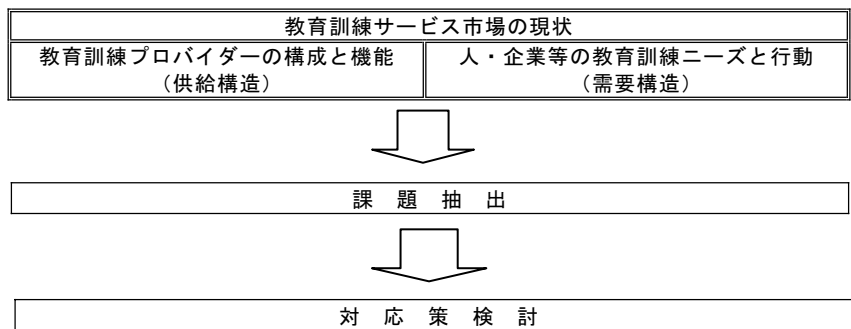 教育訓練サービス市場の現状
教育訓練プロバイダーの構成と機能
（供給構造）
人・企業等の教育訓練ニーズと行動
（需要構造）
課　題　抽　出
対　応　策　検　討